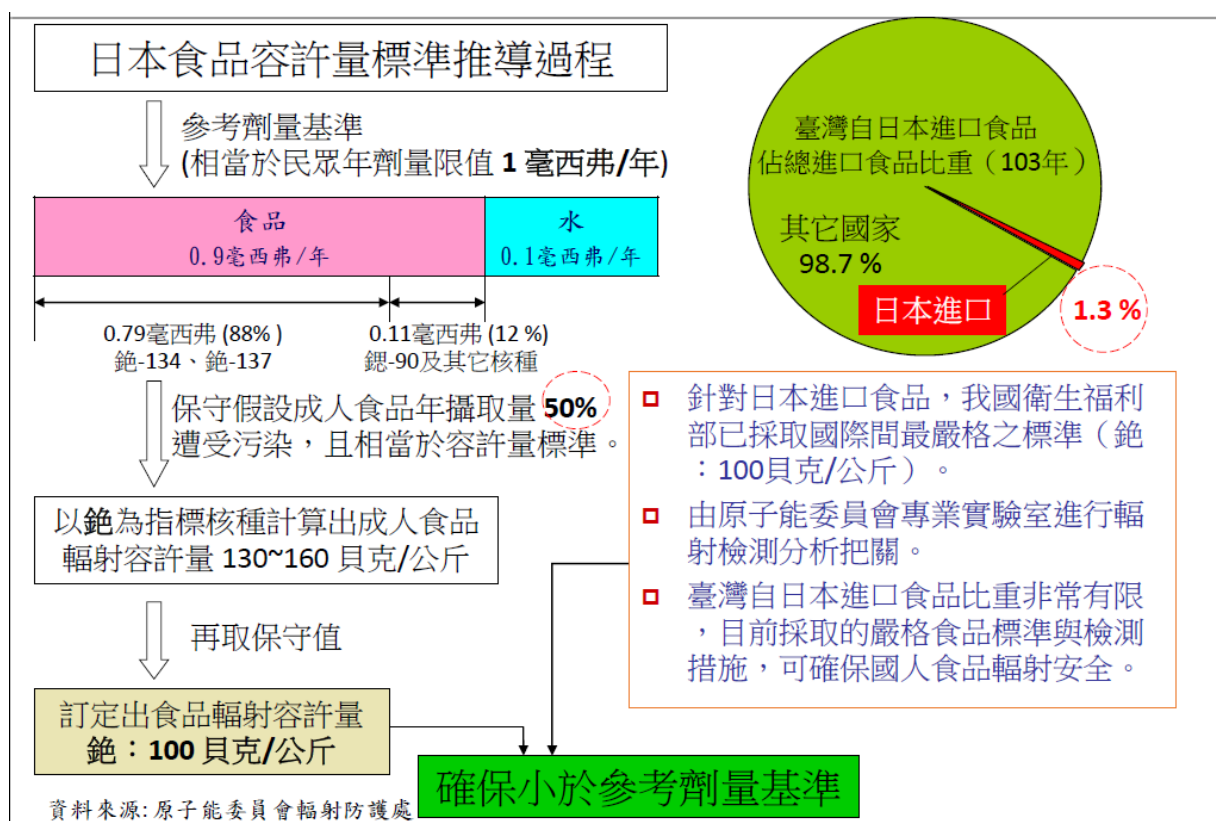 日本食品容許量標準推導過程
參考劑量基準
(相當於民眾年劑量限值 1 毫西弗/年)
食品
0.9毫西弗/年
水
0.1毫西弗/年
0.79毫西弗 (88% )
銫-134、銫-137
0.11毫西弗 (12 %)
鍶-90及其它核種
保守假設成人食品年攝取量 50%
遭受污染，且相當於容許量標準。
以銫為指標核種計算出成人食品
輻射容許量 130~160 貝克/公斤
再取保守值
訂定出食品輻射容許量
銫：100 貝克/公斤
資料來源:原子能委員會輻射防護處
臺灣自日本進口食品
佔總進口食品比重（103年）
其它國家
98.7 %
日本進口
1.3 %
針對日本進口食品，我國衛生福利
部已採取國際間最嚴格之標準（銫
：100貝克/公斤）。
由原子能委員會專業實驗室進行輻
射檢測分析把關。
臺灣自日本進口食品比重非常有限
，目前採取的嚴格食品標準與檢測
措施，可確保國人食品輻射安全。
確保小於參考劑量基準